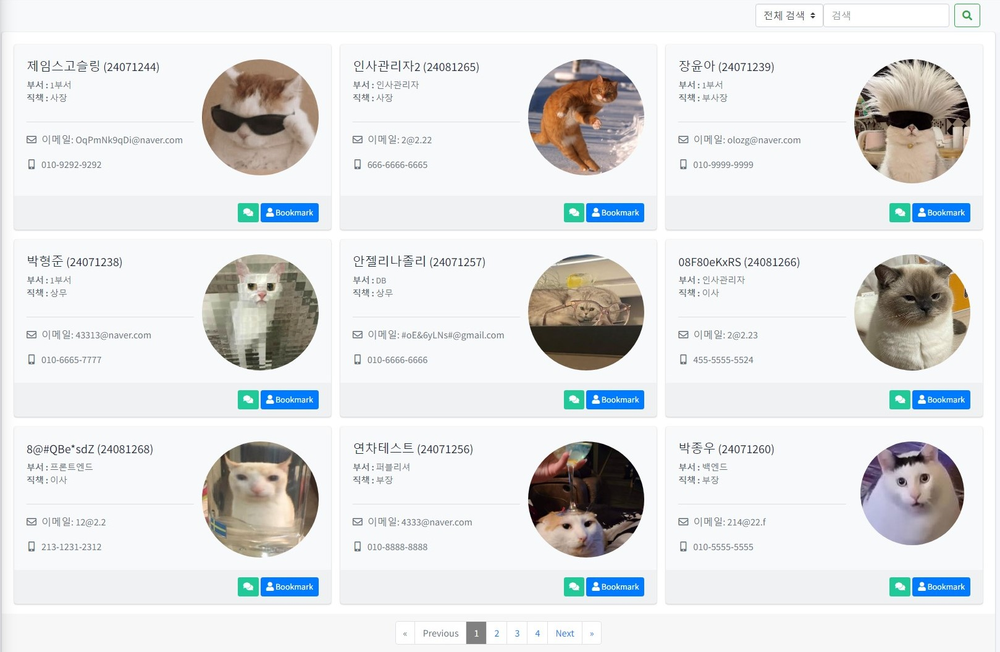 전체 검색 검색
제임스고슬링 (24071244)
부서 : 1부서
직책 : 사장
이메일: OqPmNk9qDi@naver.com
010-9292-9292
Bookmark
인사관리자2 (24081265)
부서 : 인사관리자
직책 : 사장
이메일: 2@2.22
666-6666-6665
Bookmark
장윤아 (24071239)
부서 : 1부서
직책 : 부사장
이메일: olozg@naver.com
010-9999-9999
Bookmark
박형준 (24071238)
부서 : 1부서
직책 : 상무
이메일: 43313@naver.com
010-6665-7777
Bookmark
안젤리나졸리 (24071257)
부서 : DB
직책 : 상무
이메일: #oE&6yLNs#@gmail.com
010-6666-6666
Bookmark
08F80eKxRS (24081266)
부서 : 인사관리자
직책 : 이사
이메일: 2@2.23
455-5555-5524
Bookmark
8@#QBe*sdZ (24081268)
부서 : 프론트엔드
직책 : 이사
이메일: 12@2.2
213-1231-2312
Bookmark
연차테스트 (24071256)
부서 : 퍼블리셔
직책 : 부장
이메일: 4333@naver.com
010-8888-8888
Bookmark
박종우 (24071260)
부서 : 백엔드
직책 : 부장
이메일: 214@22.f
010-5555-5555
Bookmark
« Previous 1 2 3 4 Next »